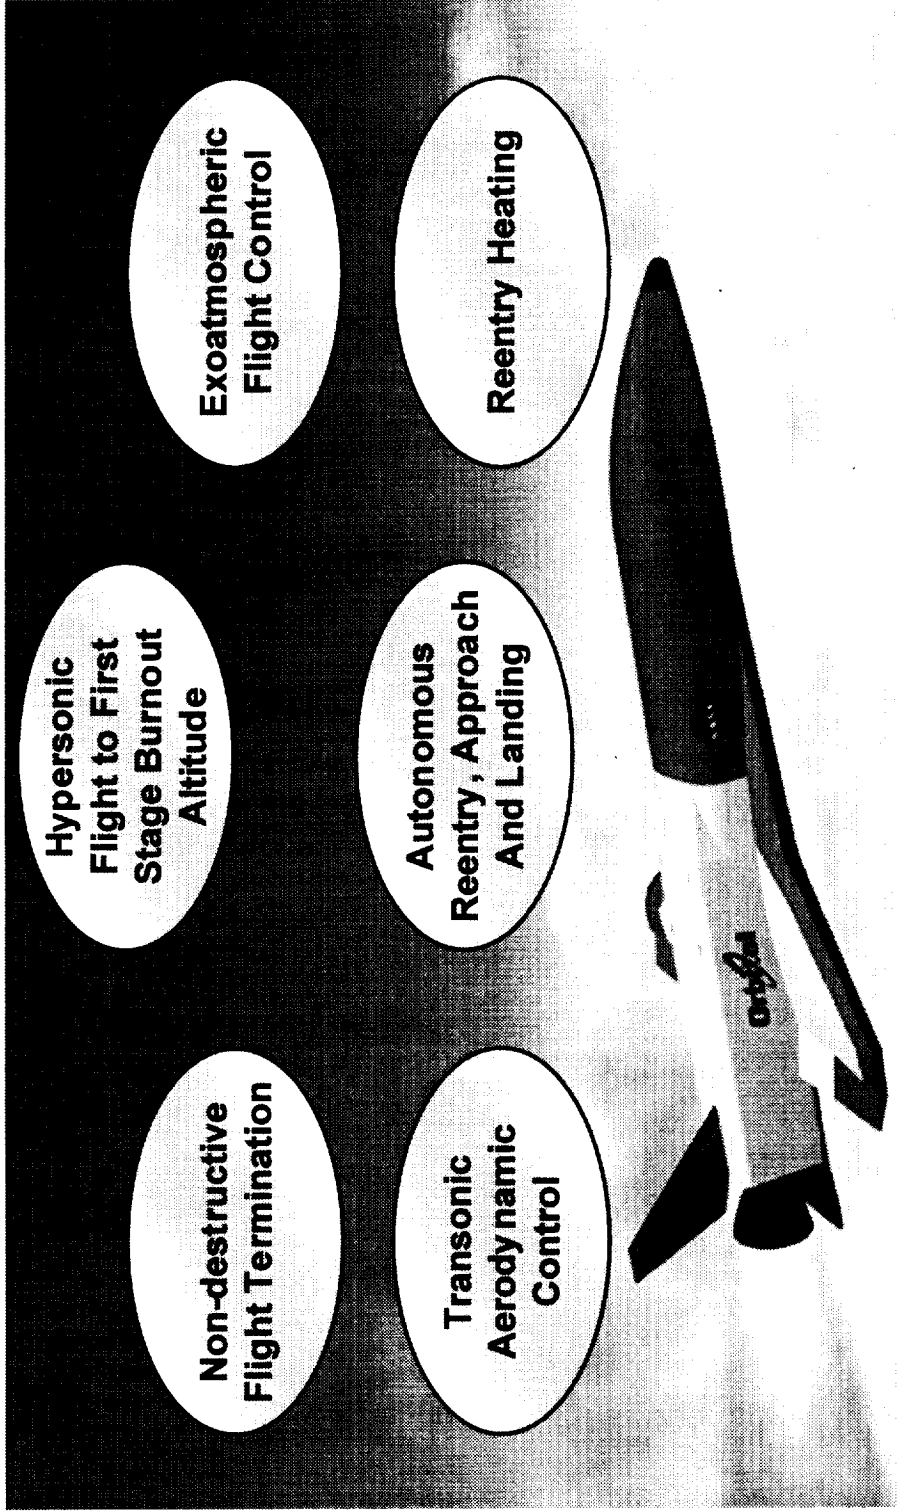 Non-destructive
Flight Termination
Hypersonic
Flight to First
Stage Burnout
Altitude
Exoatmospheric
Flight Control
Transonic
Aerodynamic
Control
Autonomous
Reentry, Approach
And Landing
Reentry Heating
Orbital